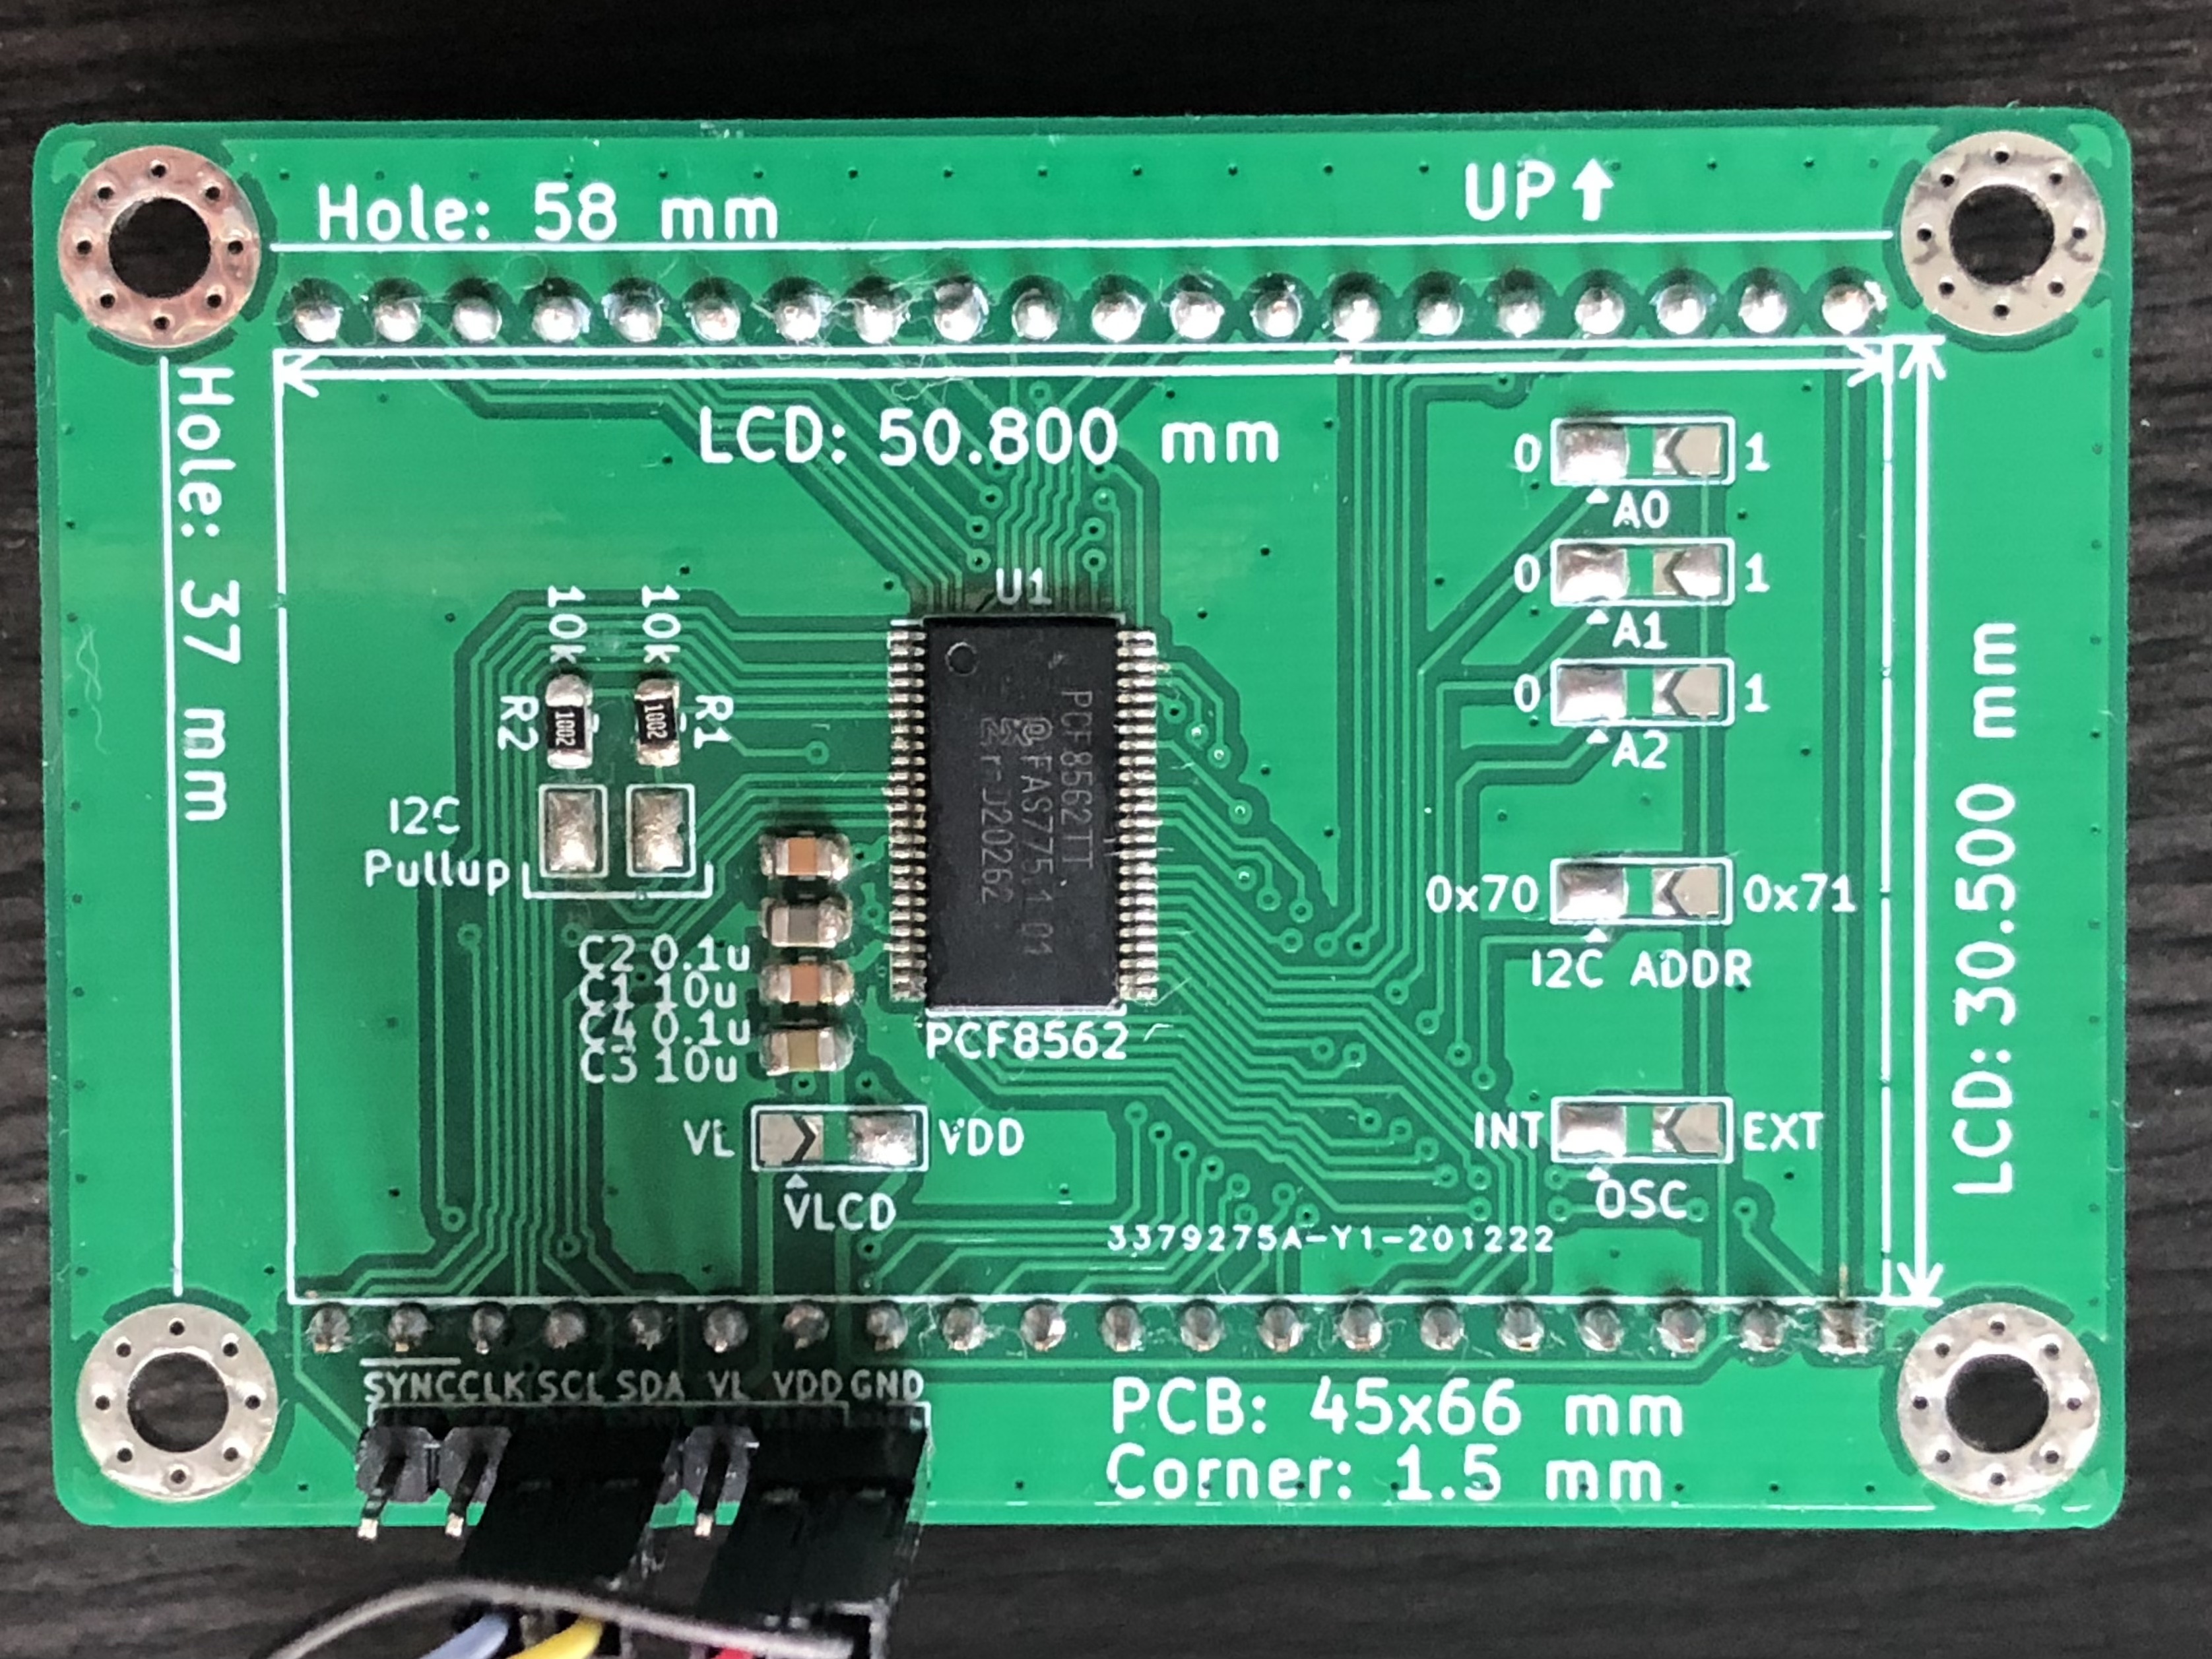 UP
Hole: 58 mm
Hole: 37 mm
LCD: 50.800 mm
0 1
A0
0 1
A1
0 1
A2
U1
10k 10k
R2 R1
1002 1002
PCF8562TT
FAS775.1 01
I2C
Pullup
0x70 0x71
I2C ADDR
C2 0.1u
C1 10u
C4 0.1u
C3 10u
PCF8562
LCD: 30.500 mm
VL VDD
VLCD
INT EXT
OSC
3379275A-Y1-201222
SYNC CLK SCL SDA VL VDD GND
PCB: 45x66 mm
Corner: 1.5 mm